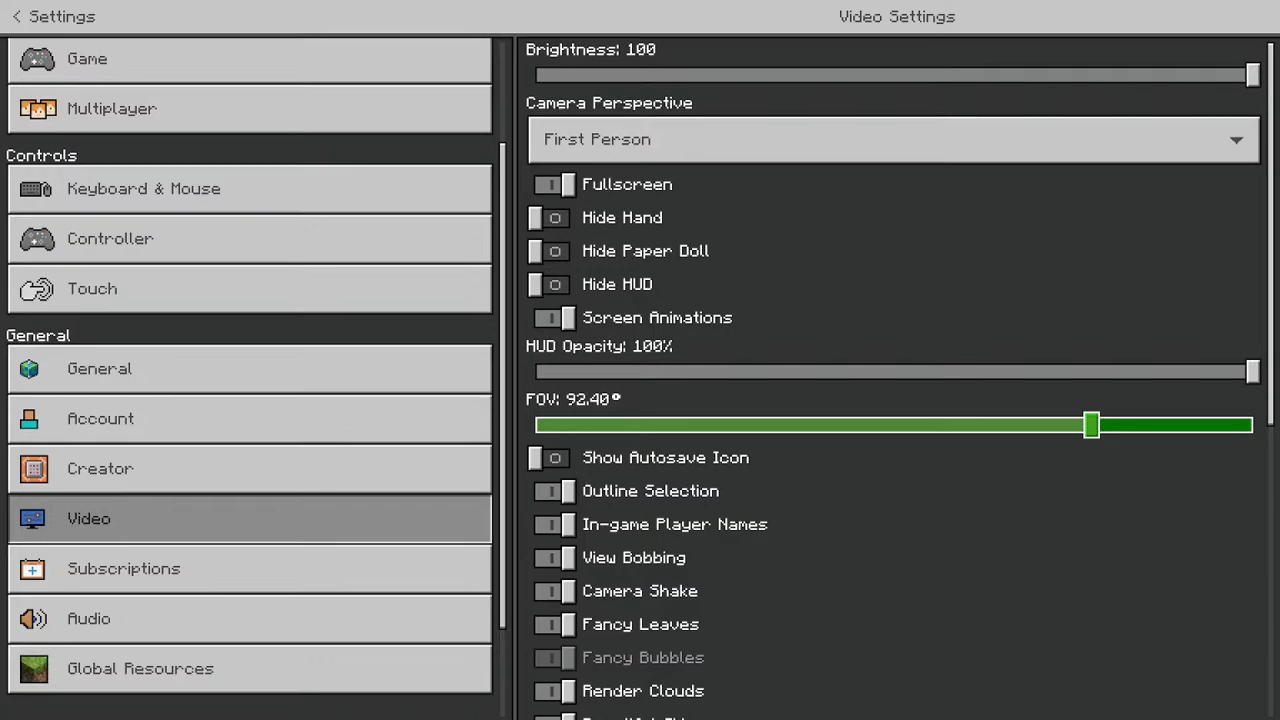 Settings
Video Settings
Game
Multiplayer
Controls
Keyboard & Mouse
Controller
Touch
General
General
Account
Creator
Video
Subscriptions
Audio
Global Resources
Brightness: 100
Camera Perspective
First Person
Fullscreen
Hide Hand
Hide Paper Doll
Hide HUD
Screen Animations
HUD Opacity: 100%
FOV: 92.40°
Show Autosave Icon
Outline Selection
In-game Player Names
View Bobbing
Camera Shake
Fancy Leaves
Fancy Bubbles
Render Clouds